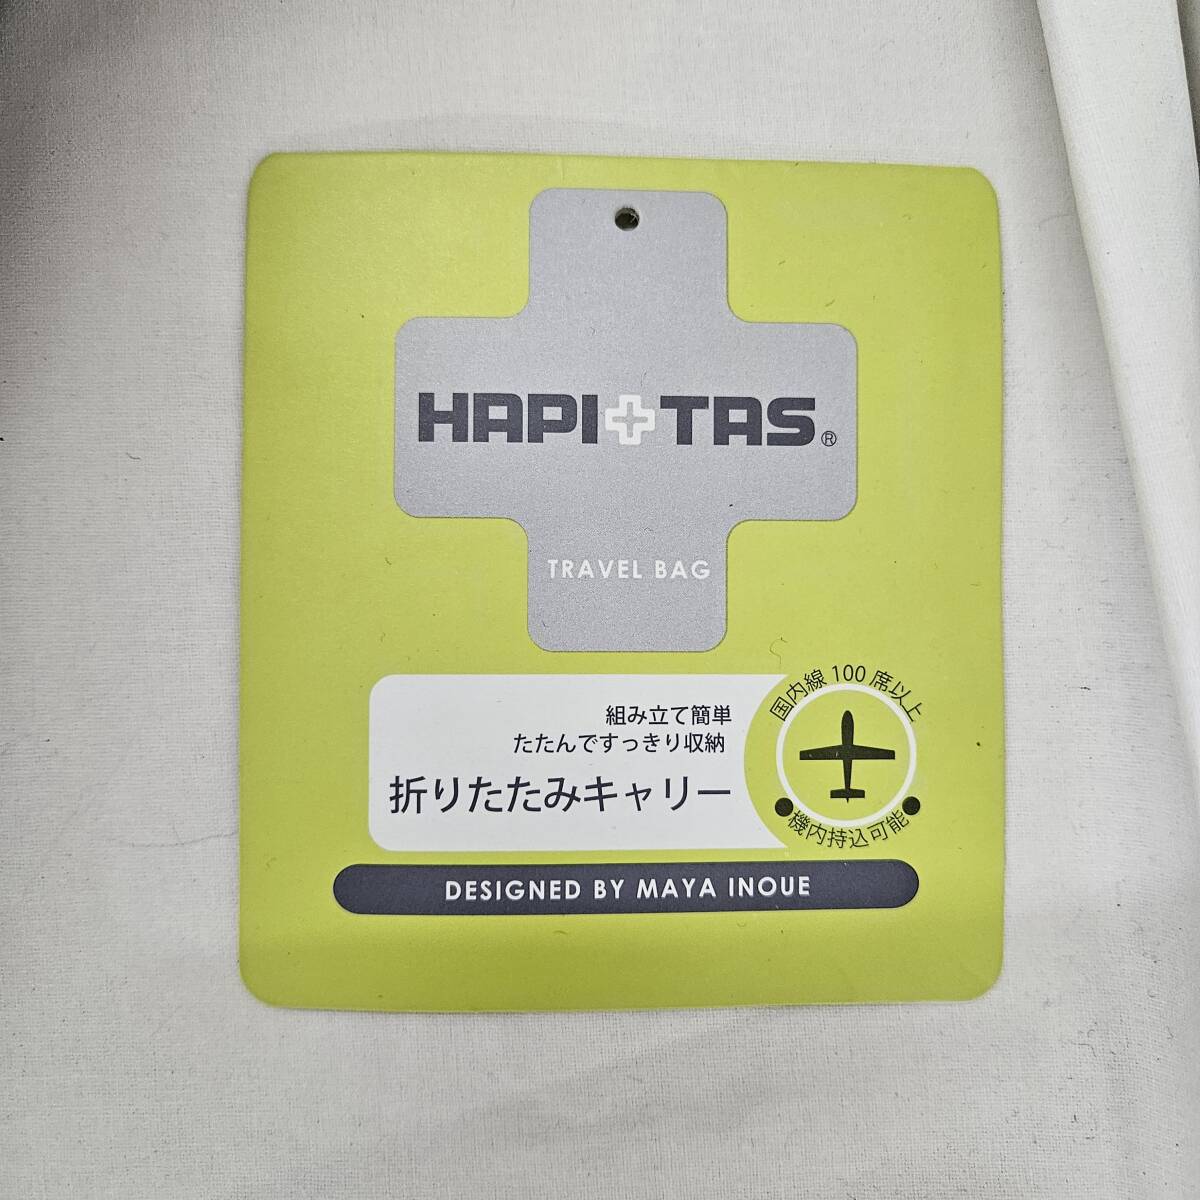 HAPI+TAS®
TRAVEL BAG
組み立て簡単
たたんですっきり収納
折りたたみキャリー
国内線100席以上
●機内持込可能●
DESIGNED BY MAYA INOUE